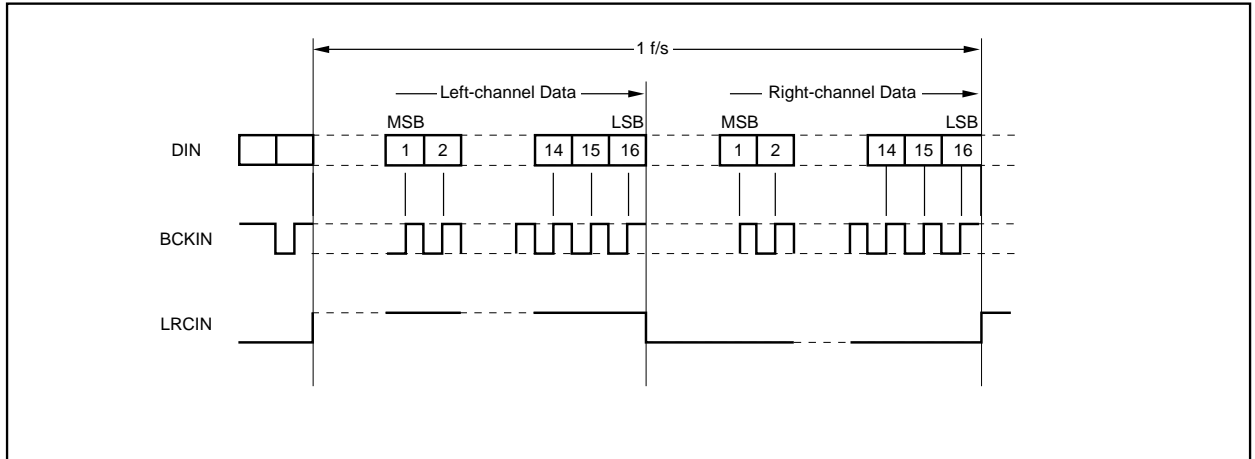 1 f/s
Left-channel Data
Right-channel Data
MSB
LSB
MSB
LSB
DIN
1 2 14 15 16 1 2 14 15 16
BCKIN
LRCIN